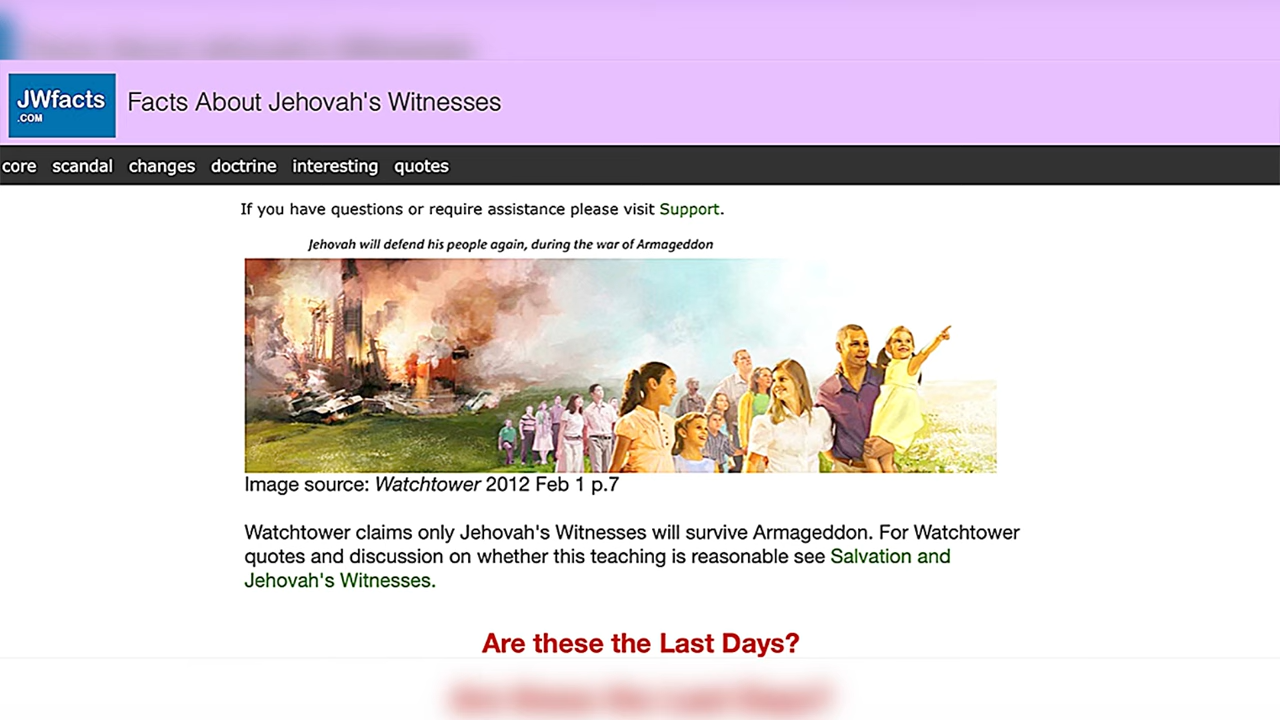 JWfacts
.COM
Facts About Jehovah's Witnesses
core scandal changes doctrine interesting quotes
If you have questions or require assistance please visit Support.
Jehovah will defend his people again, during the war of Armageddon
Image source: Watchtower 2012 Feb 1 p.7
Watchtower claims only Jehovah's Witnesses will survive Armageddon. For Watchtower
quotes and discussion on whether this teaching is reasonable see Salvation and
Jehovah's Witnesses.
Are these the Last Days?